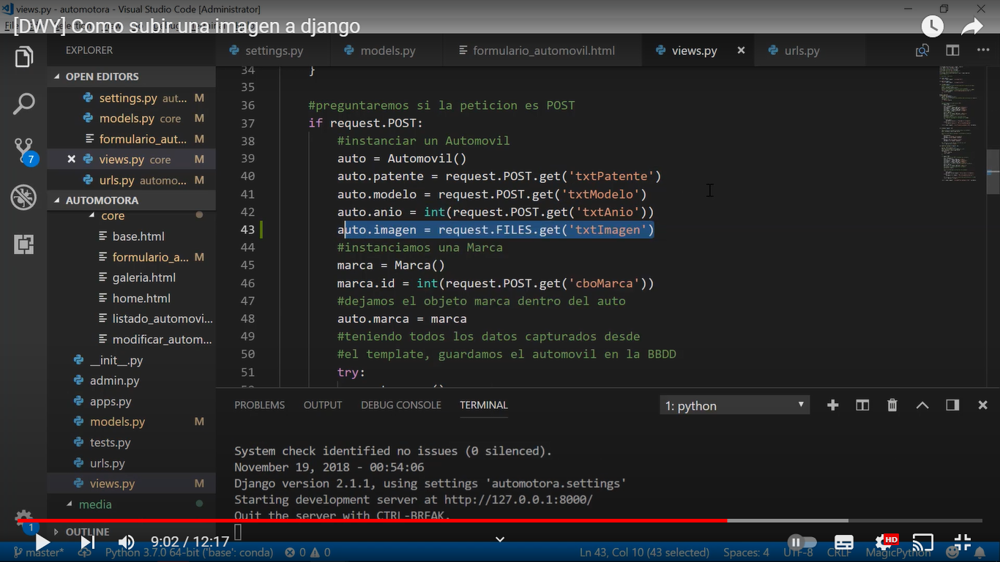 views.py - automotora - Visual Studio Code [Administrator]
[DWY] Como subir una imagen a django
EXPLORER
settings.py
models.py
formulario_automovil.html
views.py
urls.py
OPEN EDITORS
settings.py aut... M
models.py core M
formulario_aut... M
views.py core M
urls.py automo... M
AUTOMOTORA
core
base.html
formulario_a... M
galeria.html
home.html
listado_automovi...
modificar_autom...
__init__.py
admin.py
apps.py
models.py M
tests.py
urls.py
views.py M
media
OUTLINE
7
1
34 }
35
36 #preguntaremos si la peticion es POST
37 if request.POST:
38 #instanciar un Automovil
39 auto = Automovil()
40 auto.patente = request.POST.get('txtPatente')
41 auto.modelo = request.POST.get('txtModelo')
42 auto.anio = int(request.POST.get('txtAnio'))
43 auto.imagen = request.FILES.get('txtImagen')
44 #instanciamos una Marca
45 marca = Marca()
46 marca.id = int(request.POST.get('cboMarca'))
47 #dejamos el objeto marca dentro del auto
48 auto.marca = marca
49 #teniendo todos los datos capturados desde
50 #el template, guardamos el automovil en la BBDD
51 try:
PROBLEMS OUTPUT DEBUG CONSOLE TERMINAL
1: python
System check identified no issues (0 silenced).
November 19, 2018 - 00:54:06
Django version 2.1.1, using settings 'automotora.settings'
Starting development server at http://127.0.0.1:8000/
Quit the server with CTRL-BREAK.
9:02 / 12:17
HD
master* Python 3.7.0 64-bit ('base': conda) 0 0 Ln 43, Col 10 (43 selected) Spaces: 4 UTF-8 CRLF MagicPython